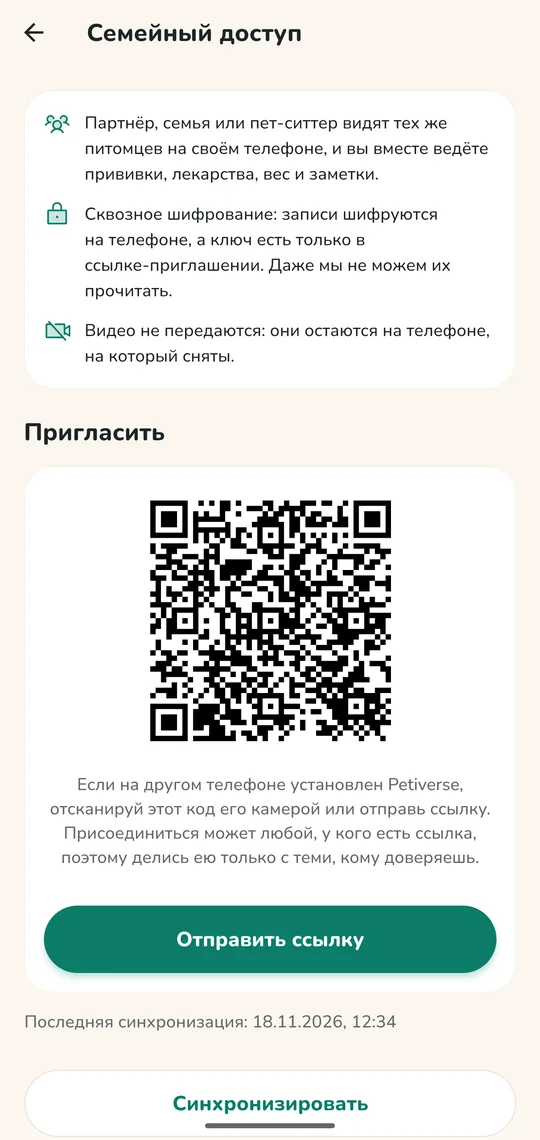 Семейный доступ
Партнёр, семья или пет-ситтер видят тех же
питомцев на своём телефоне, и вы вместе ведёте
прививки, лекарства, вес и заметки.
Сквозное шифрование: записи шифруются
на телефоне, а ключ есть только в
ссылке-приглашении. Даже мы не можем их
прочитать.
Видео не передаются: они остаются на телефоне,
на который сняты.
Пригласить
Если на другом телефоне установлен Petiverse,
отсканируй этот код его камерой или отправь ссылку.
Присоединиться может любой, у кого есть ссылка,
поэтому делись ею только с теми, кому доверяешь.
Отправить ссылку
Последняя синхронизация: 18.11.2026, 12:34
Синхронизировать